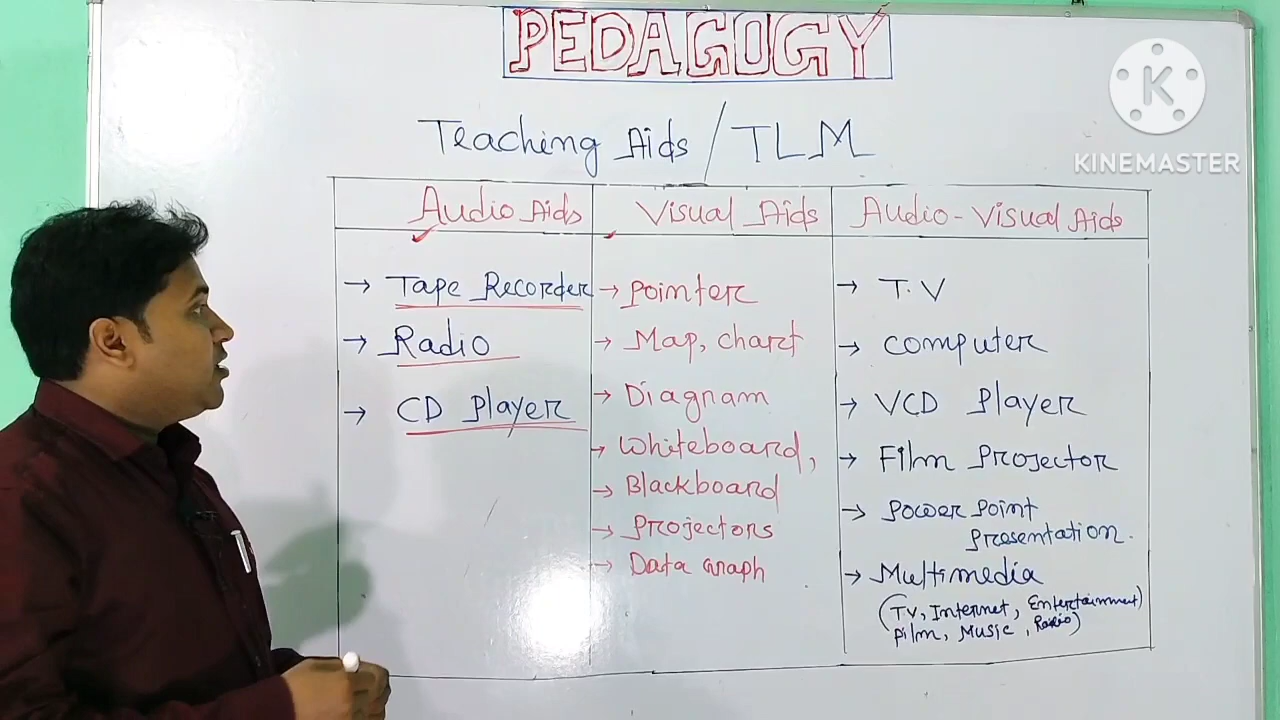 PEDAGOGY
K
KINEMASTER
Teaching Aids / TLM
Audio Aids
→ Tape Recorder
→ Radio
→ CD Player
Visual Aids
→ Pointer
→ Map, chart
→ Diagram
→ Whiteboard,
→ Blackboard
→ Projectors
→ Data Graph
Audio-Visual Aids
→ T.V
→ Computer
→ VCD Player
→ Film Projector
→ Power Point
Presentation.
→ Multimedia
(TV, Internet, Entertainment)
Film, Music, Radio)